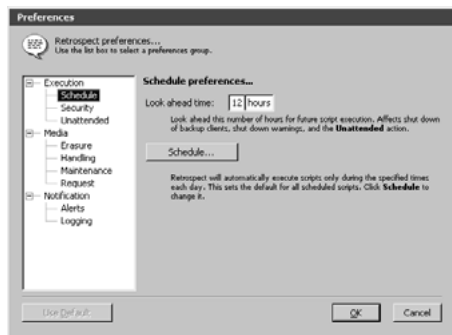 Preferences
Retrospect preferences...
Use the list box to select a preferences group.
Execution
Schedule
Security
Unattended
Media
Erasure
Handling
Maintenance
Request
Notification
Alerts
Logging
Schedule preferences...
Look ahead time: 12 hours
Look ahead this number of hours for future script execution. Affects shut down
of backup clients, shut down warnings, and the Unattended action.
Schedule...
Retrospect will automatically execute scripts only during the specified times
each day. This sets the default for all scheduled scripts. Click Schedule to
change it.
Use Default
OK
Cancel